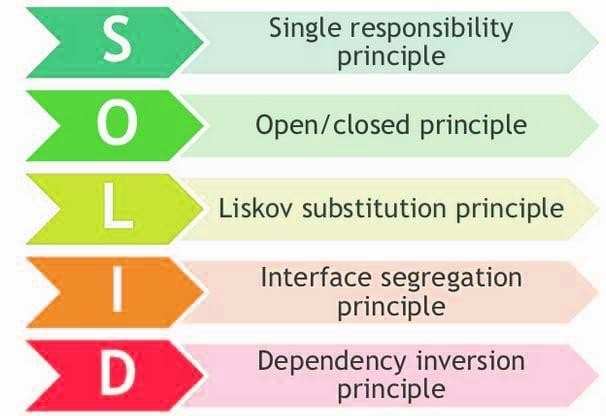 S
Single responsibility
principle
O
Open/closed principle
L
Liskov substitution principle
I
Interface segregation
principle
D
Dependency inversion
principle